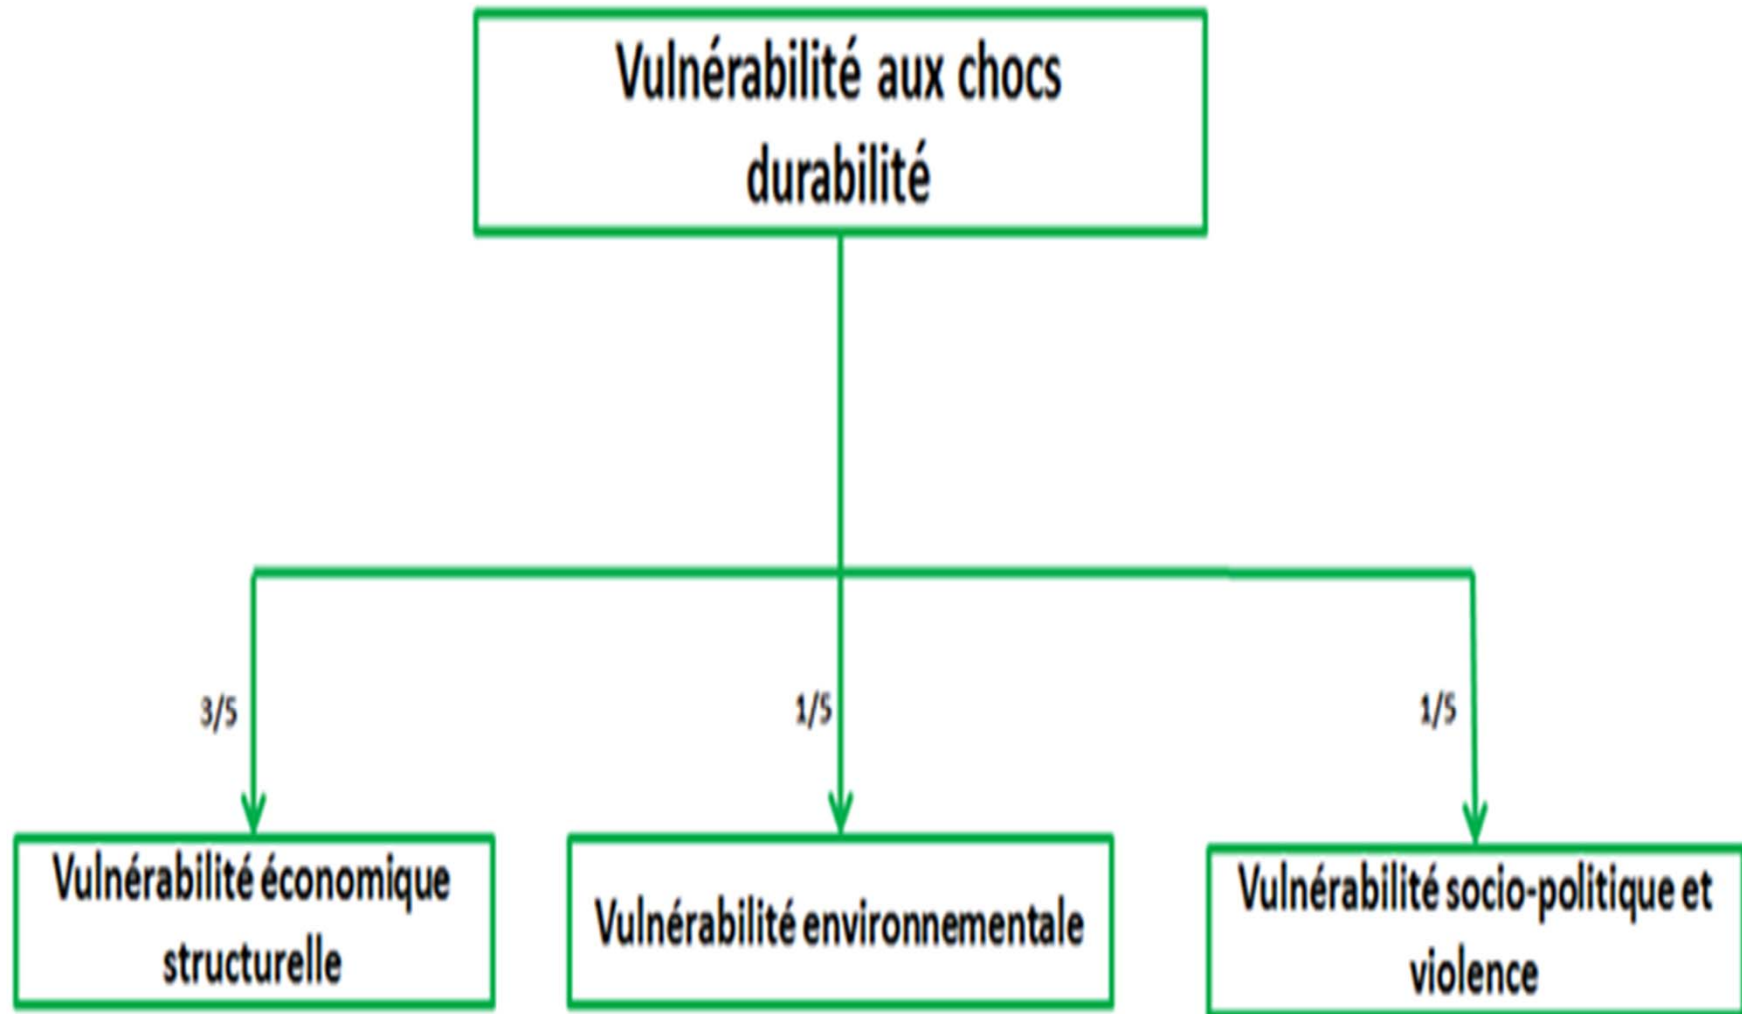 Vulnérabilité aux chocs
durabilité
3/5
1/5
1/5
Vulnérabilité économique
structurelle
Vulnérabilité environnementale
Vulnérabilité socio-politique et
violence